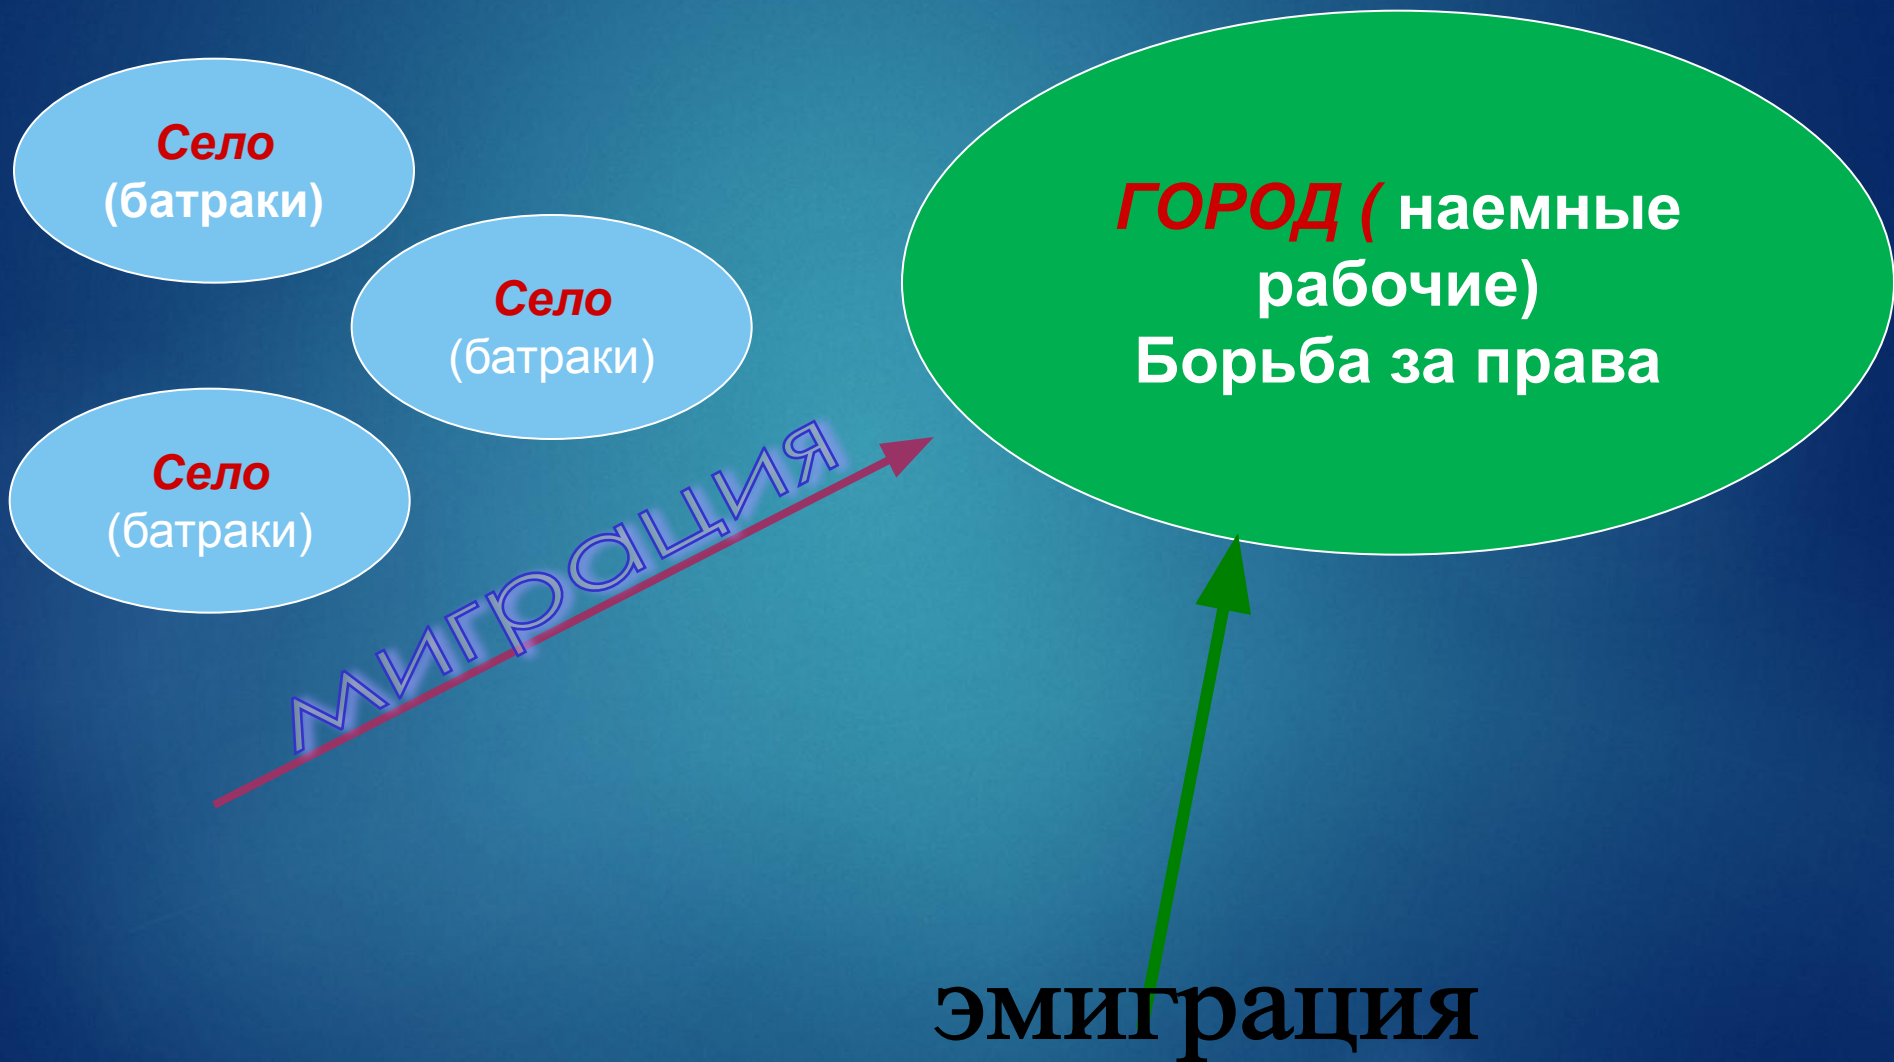 Село
(батраки)
Село
(батраки)
Село
(батраки)
миграция
ГОРОД ( наемные
рабочие)
Борьба за права
эмиграция